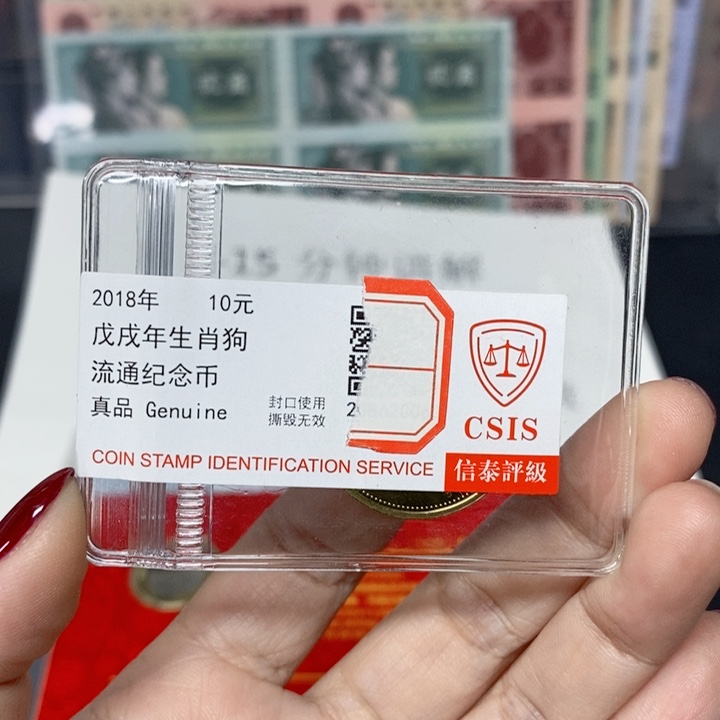 2018年 10元
戊戌年生肖狗
流通纪念币
真品 Genuine
封口使用
撕毁无效
2
CSIS
COIN STAMP IDENTIFICATION SERVICE
信泰評級
15 分钟